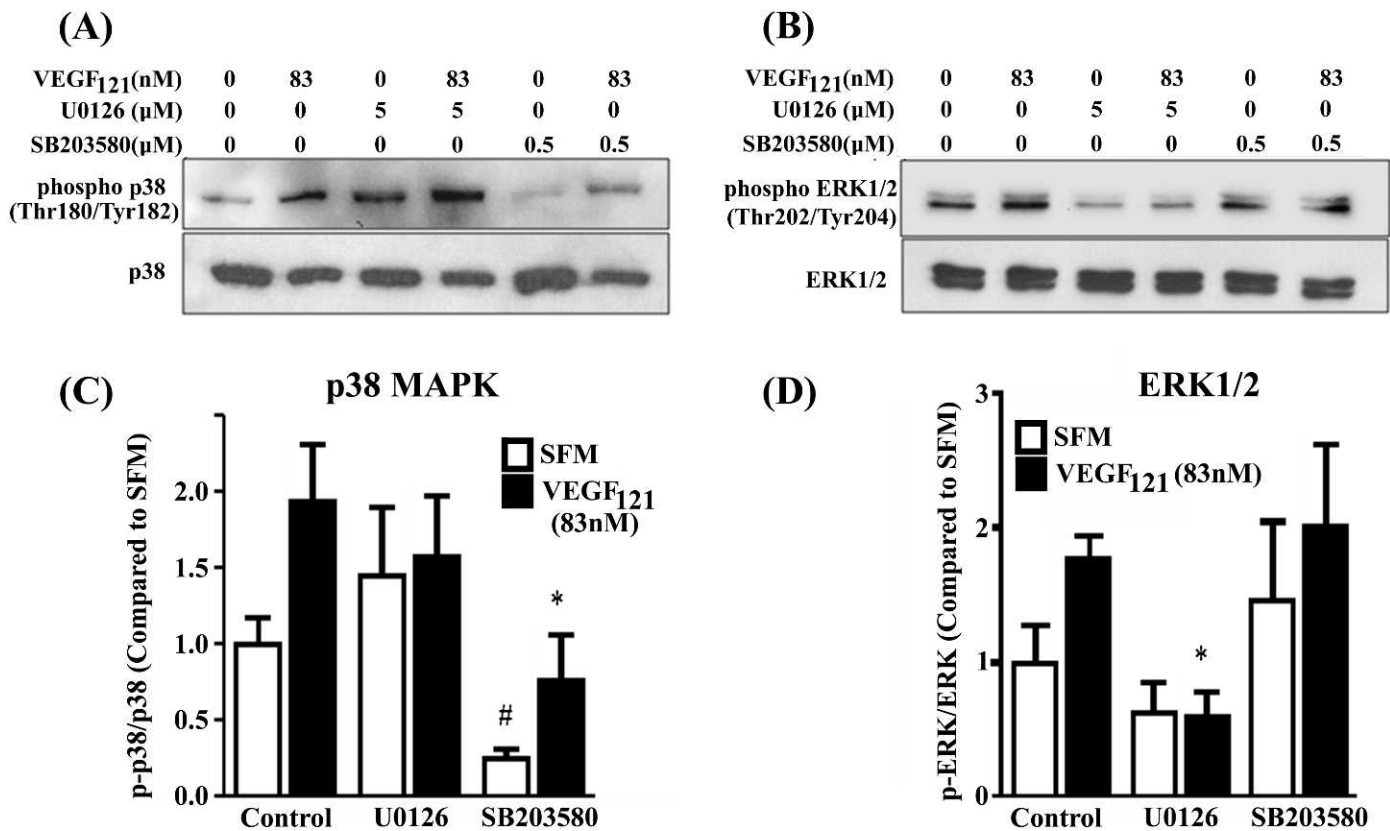 (A)
VEGF121(nM) 0 83 0 83 0 83
U0126 (μM) 0 0 5 5 0 0
SB203580(μM) 0 0 0 0 0.5 0.5
phospho p38
(Thr180/Tyr182)
p38
(B)
VEGF121(nM) 0 83 0 83 0 83
U0126 (μM) 0 0 5 5 0 0
SB203580(μM) 0 0 0 0 0.5 0.5
phospho ERK1/2
(Thr202/Tyr204)
ERK1/2
(C)
p38 MAPK
p-p38/p38 (Compared to SFM)
2.0
1.5
1.0
0.5
0.0
SFM
VEGF121
(83nM)
#
*
Control U0126 SB203580
(D)
ERK1/2
p-ERK/ERK (Compared to SFM)
3
2
1
0
SFM
VEGF121 (83nM)
*
Control U0126 SB203580